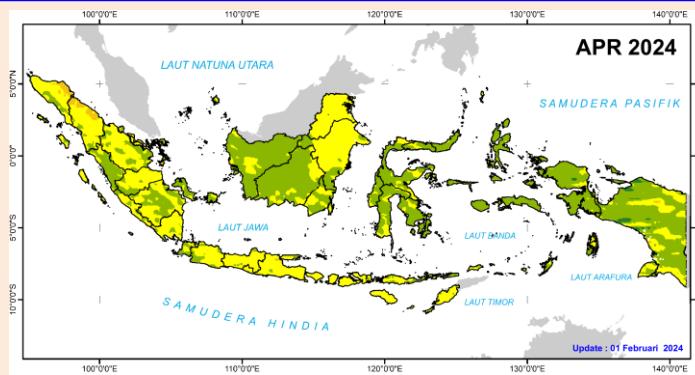 100°0'0"E 110°0'0"E 120°0'0"E 130°0'0"E 140°0'0"E
APR 2024
LAUT NATUNA UTARA
5°0'0"N
SAMUDERA PASIFIK
0°0'0"
5°0'0"S
LAUT JAWA
LAUT BANDA
LAUT ARAFURA
10°0'0"S
SAMUDERA HINDIA
LAUT TIMOR
Update : 01 Februari 2024
100°0'0"E 110°0'0"E 120°0'0"E 130°0'0"E 140°0'0"E